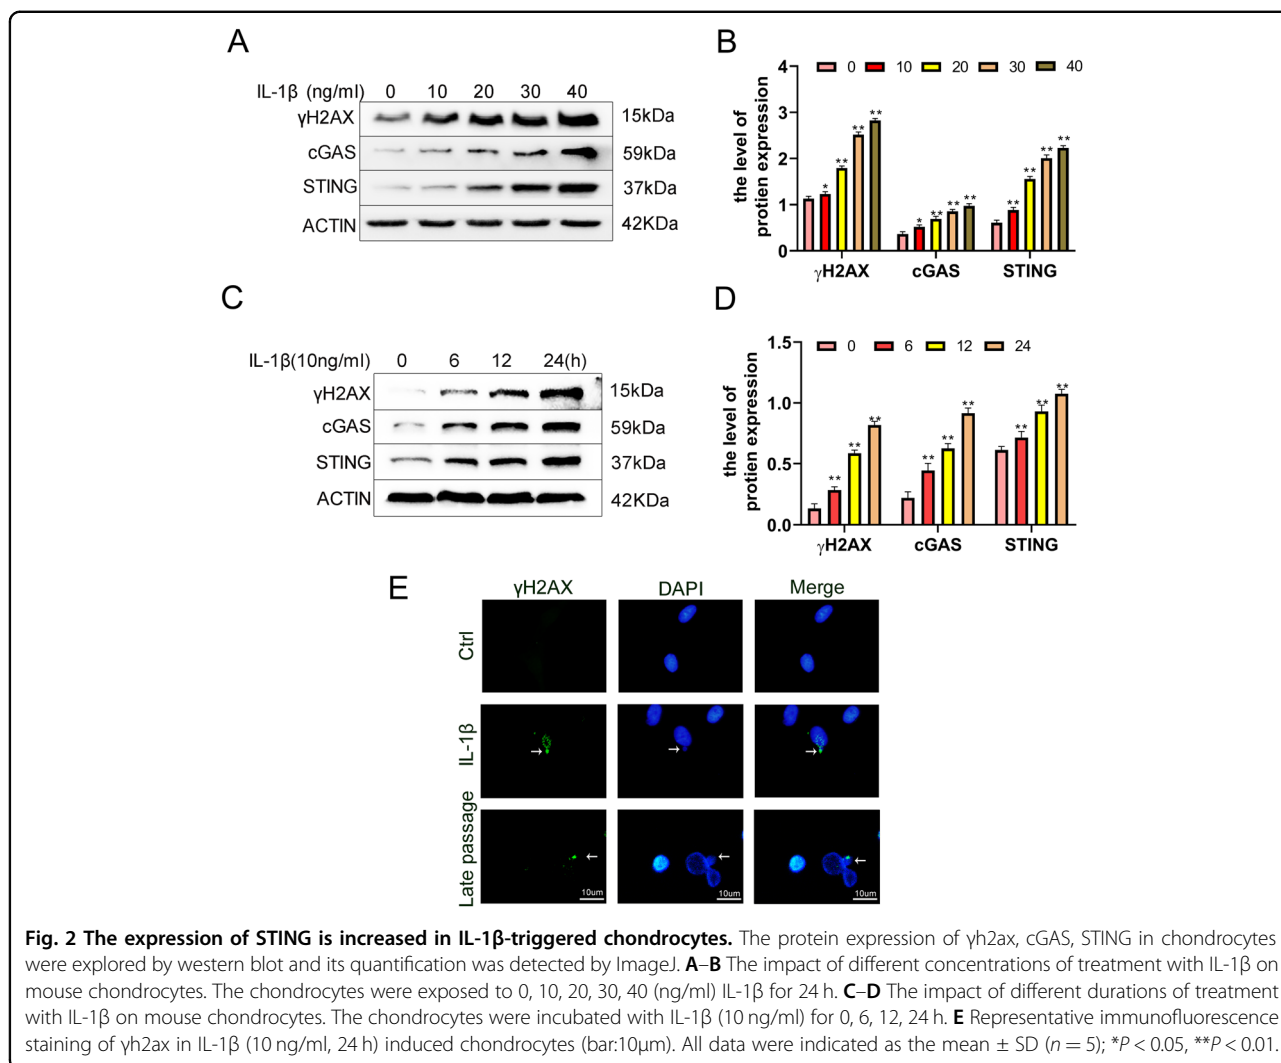 A
IL-1β (ng/ml) 0 10 20 30 40
γH2AX 15kDa
cGAS 59kDa
STING 37kDa
ACTIN 42KDa
B
0 10 20 30 40
the level of
protien expression
4
3
2
1
0
* ** ** **
* ** ** **
** ** ** **
γH2AX cGAS STING
C
IL-1β(10ng/ml) 0 6 12 24(h)
γH2AX 15kDa
cGAS 59kDa
STING 37kDa
ACTIN 42KDa
D
0 6 12 24
the level of
protien expression
1.5
1.0
0.5
0.0
** ** **
** ** **
** ** **
γH2AX cGAS STING
E
γH2AX DAPI Merge
Ctrl
IL-1β
Late passage
10um 10um 10um
Fig. 2 The expression of STING is increased in IL-1β-triggered chondrocytes. The protein expression of γh2ax, cGAS, STING in chondrocytes
were explored by western blot and its quantification was detected by ImageJ. A–B The impact of different concentrations of treatment with IL-1β on
mouse chondrocytes. The chondrocytes were exposed to 0, 10, 20, 30, 40 (ng/ml) IL-1β for 24 h. C–D The impact of different durations of treatment
with IL-1β on mouse chondrocytes. The chondrocytes were incubated with IL-1β (10 ng/ml) for 0, 6, 12, 24 h. E Representative immunofluorescence
staining of γh2ax in IL-1β (10 ng/ml, 24 h) induced chondrocytes (bar:10μm). All data were indicated as the mean ± SD (n = 5); *P < 0.05, **P < 0.01.